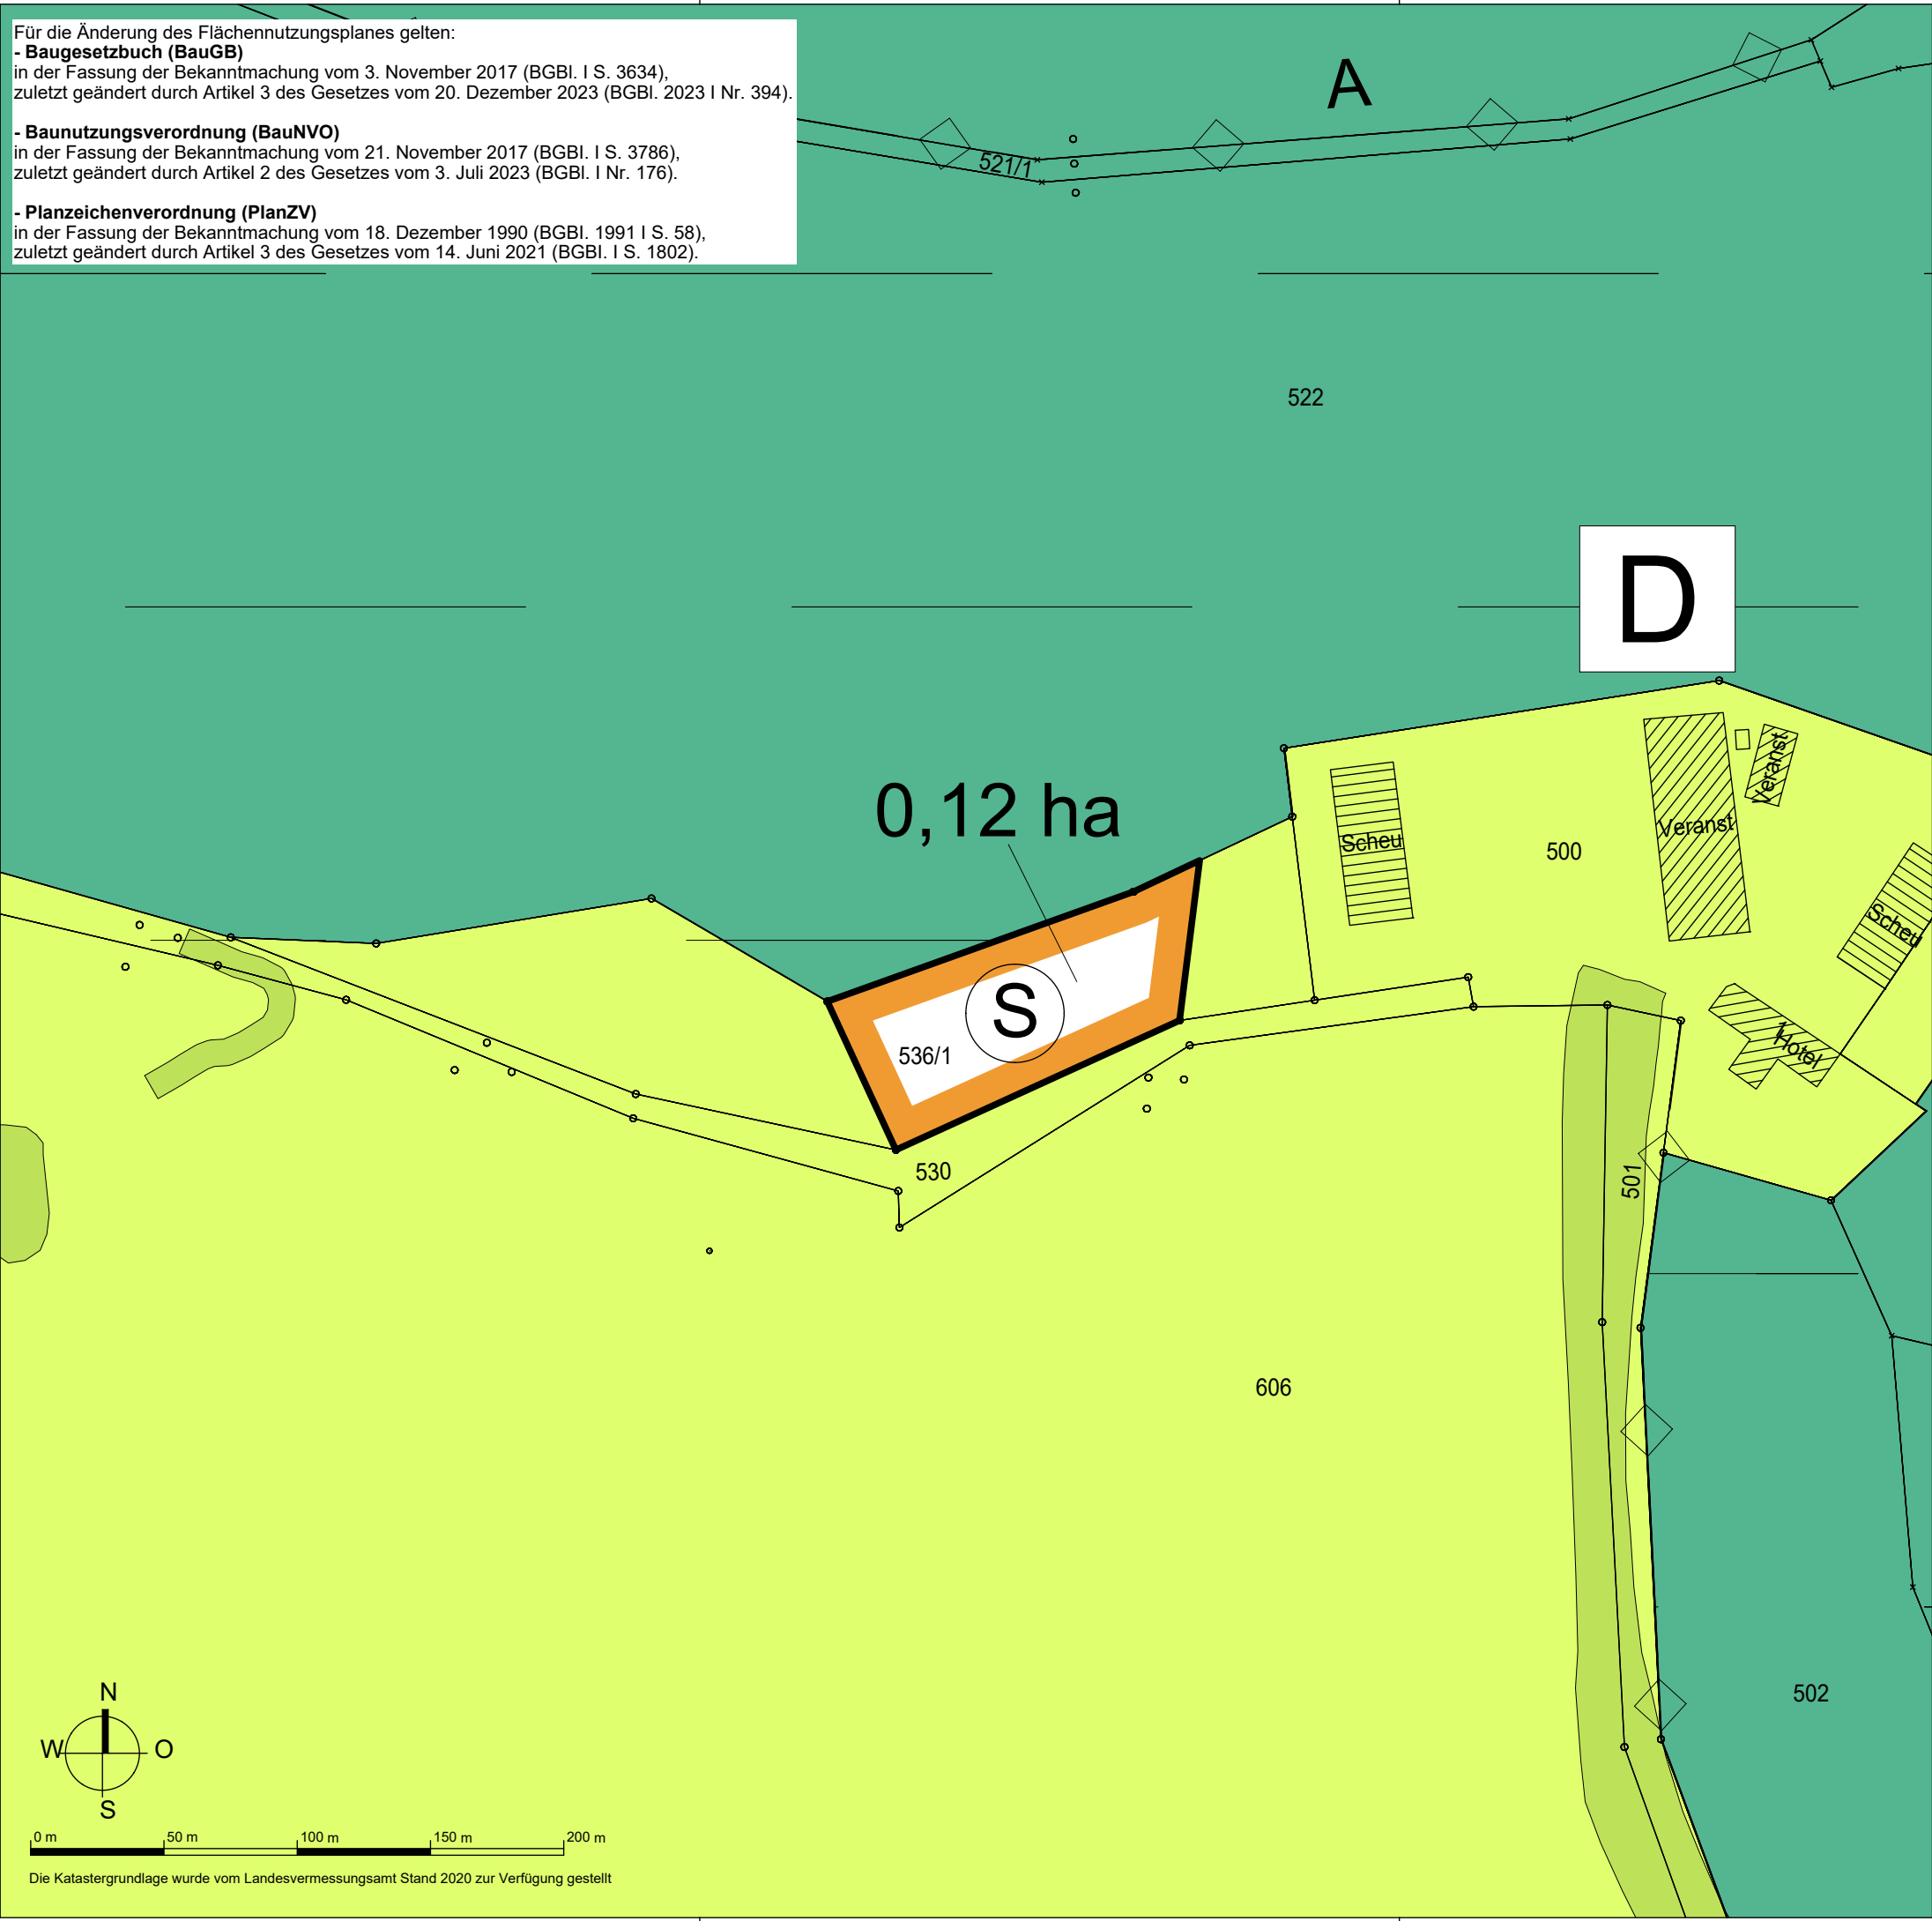 Für die Änderung des Flächennutzungsplanes gelten:
- Baugesetzbuch (BauGB)
in der Fassung der Bekanntmachung vom 3. November 2017 (BGBl. I S. 3634),
zuletzt geändert durch Artikel 3 des Gesetzes vom 20. Dezember 2023 (BGBl. 2023 I Nr. 394).
- Baunutzungsverordnung (BauNVO)
in der Fassung der Bekanntmachung vom 21. November 2017 (BGBl. I S. 3786),
zuletzt geändert durch Artikel 2 des Gesetzes vom 3. Juli 2023 (BGBl. I Nr. 176).
- Planzeichenverordnung (PlanZV)
in der Fassung der Bekanntmachung vom 18. Dezember 1990 (BGBl. 1991 I S. 58),
zuletzt geändert durch Artikel 3 des Gesetzes vom 14. Juni 2021 (BGBl. I S. 1802).
A
521/1
522
D
0,12 ha
Veranst
Veranst
Scheu
500
Scheu
S
536/1
1
Hotel
530
501
606
502
N
W O
S
0 m 50 m 100 m 150 m 200 m
Die Katastergrundlage wurde vom Landesvermessungsamt Stand 2020 zur Verfügung gestellt